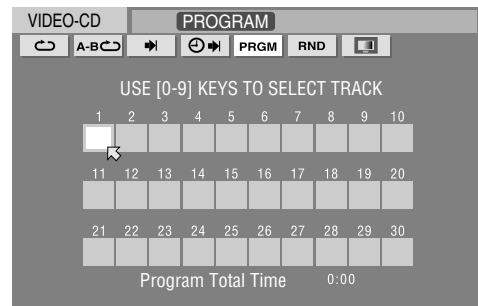 VIDEO-CD PROGRAM
A-B PRGM RND
USE [0-9] KEYS TO SELECT TRACK
1 2 3 4 5 6 7 8 9 10
11 12 13 14 15 16 17 18 19 20
21 22 23 24 25 26 27 28 29 30
Program Total Time 0:00